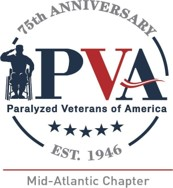 75th ANNIVERSARY
PVA
Paralyzed Veterans of America
EST. 1946
Mid-Atlantic Chapter